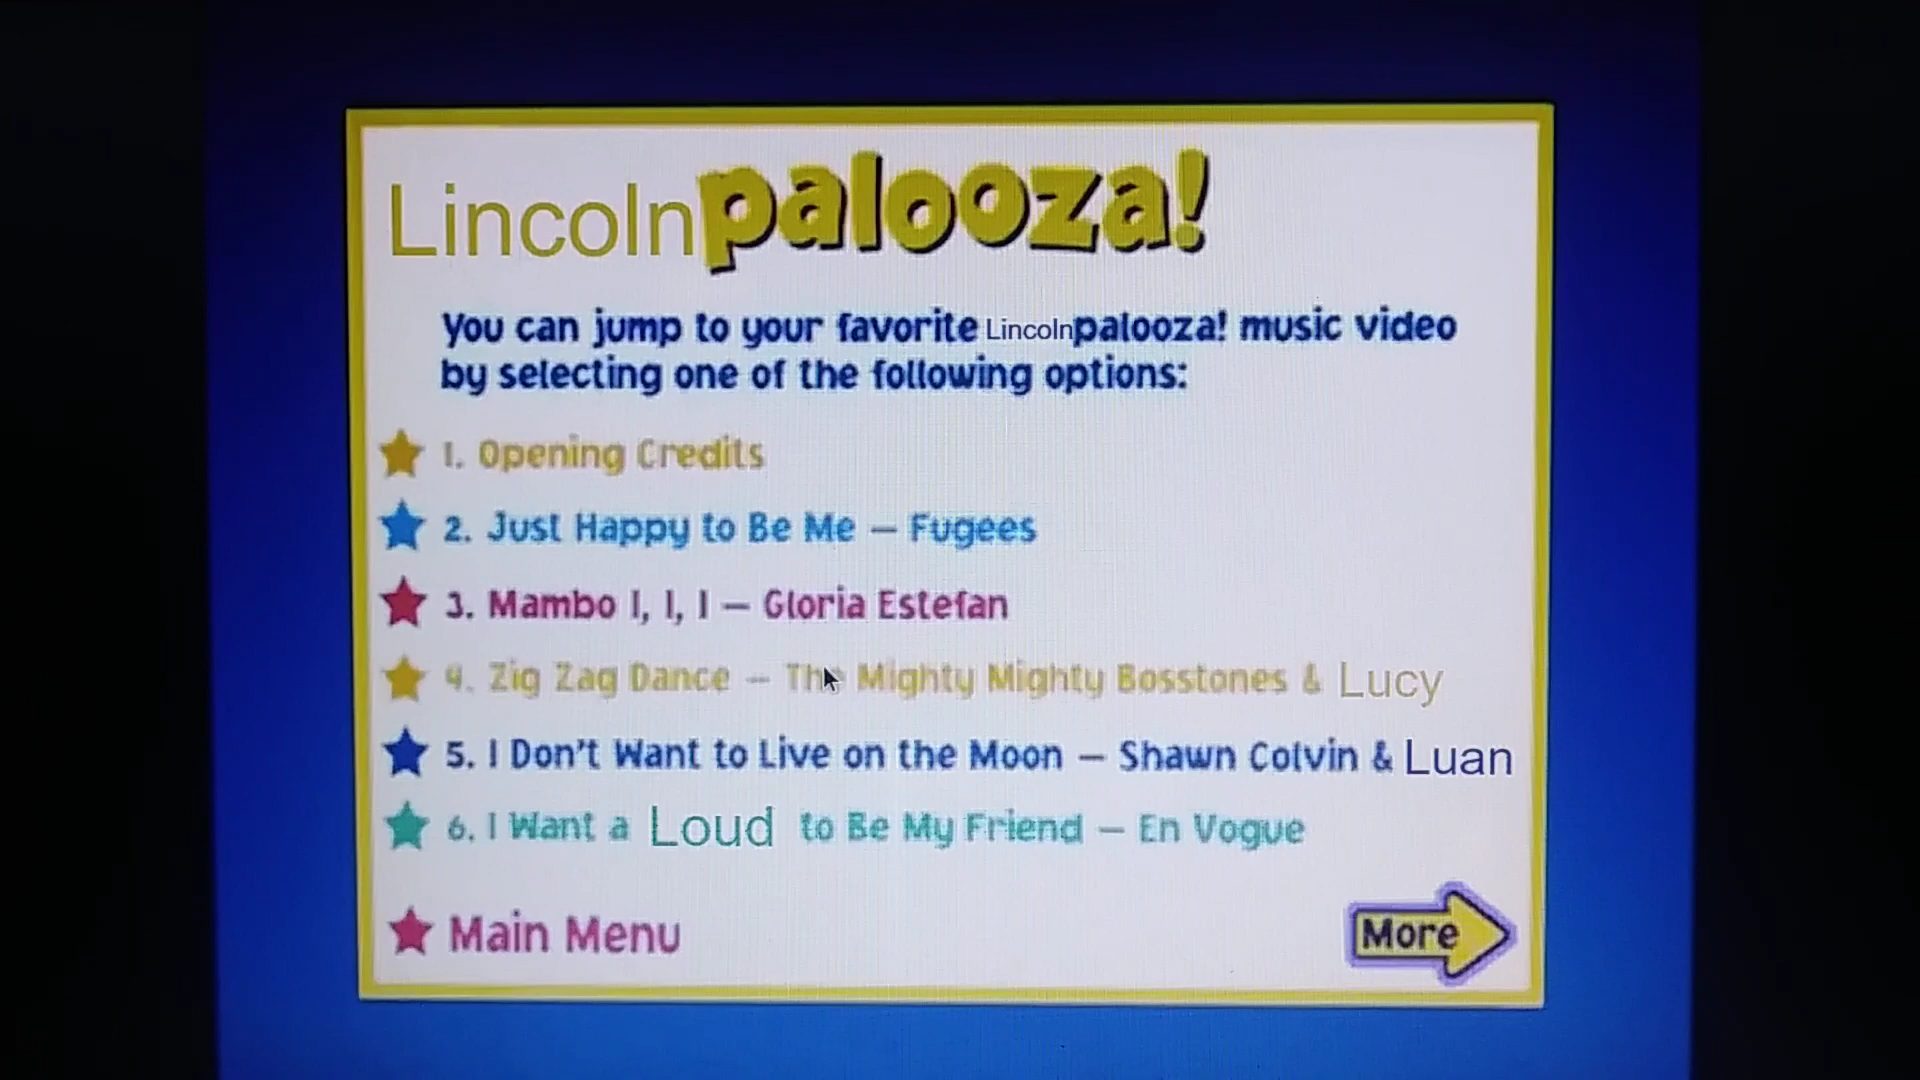 Lincolnpalooza!
You can jump to your favorite Lincolnpalooza! music video
by selecting one of the following options:
1. Opening Credits
2. Just Happy to Be Me – Fugees
3. Mambo I, I, I – Gloria Estefan
4. Zig Zag Dance – The Mighty Mighty Bosstones & Lucy
5. I Don't Want to Live on the Moon – Shawn Colvin & Luan
6. I Want a Loud to Be My Friend – En Vogue
Main Menu
More